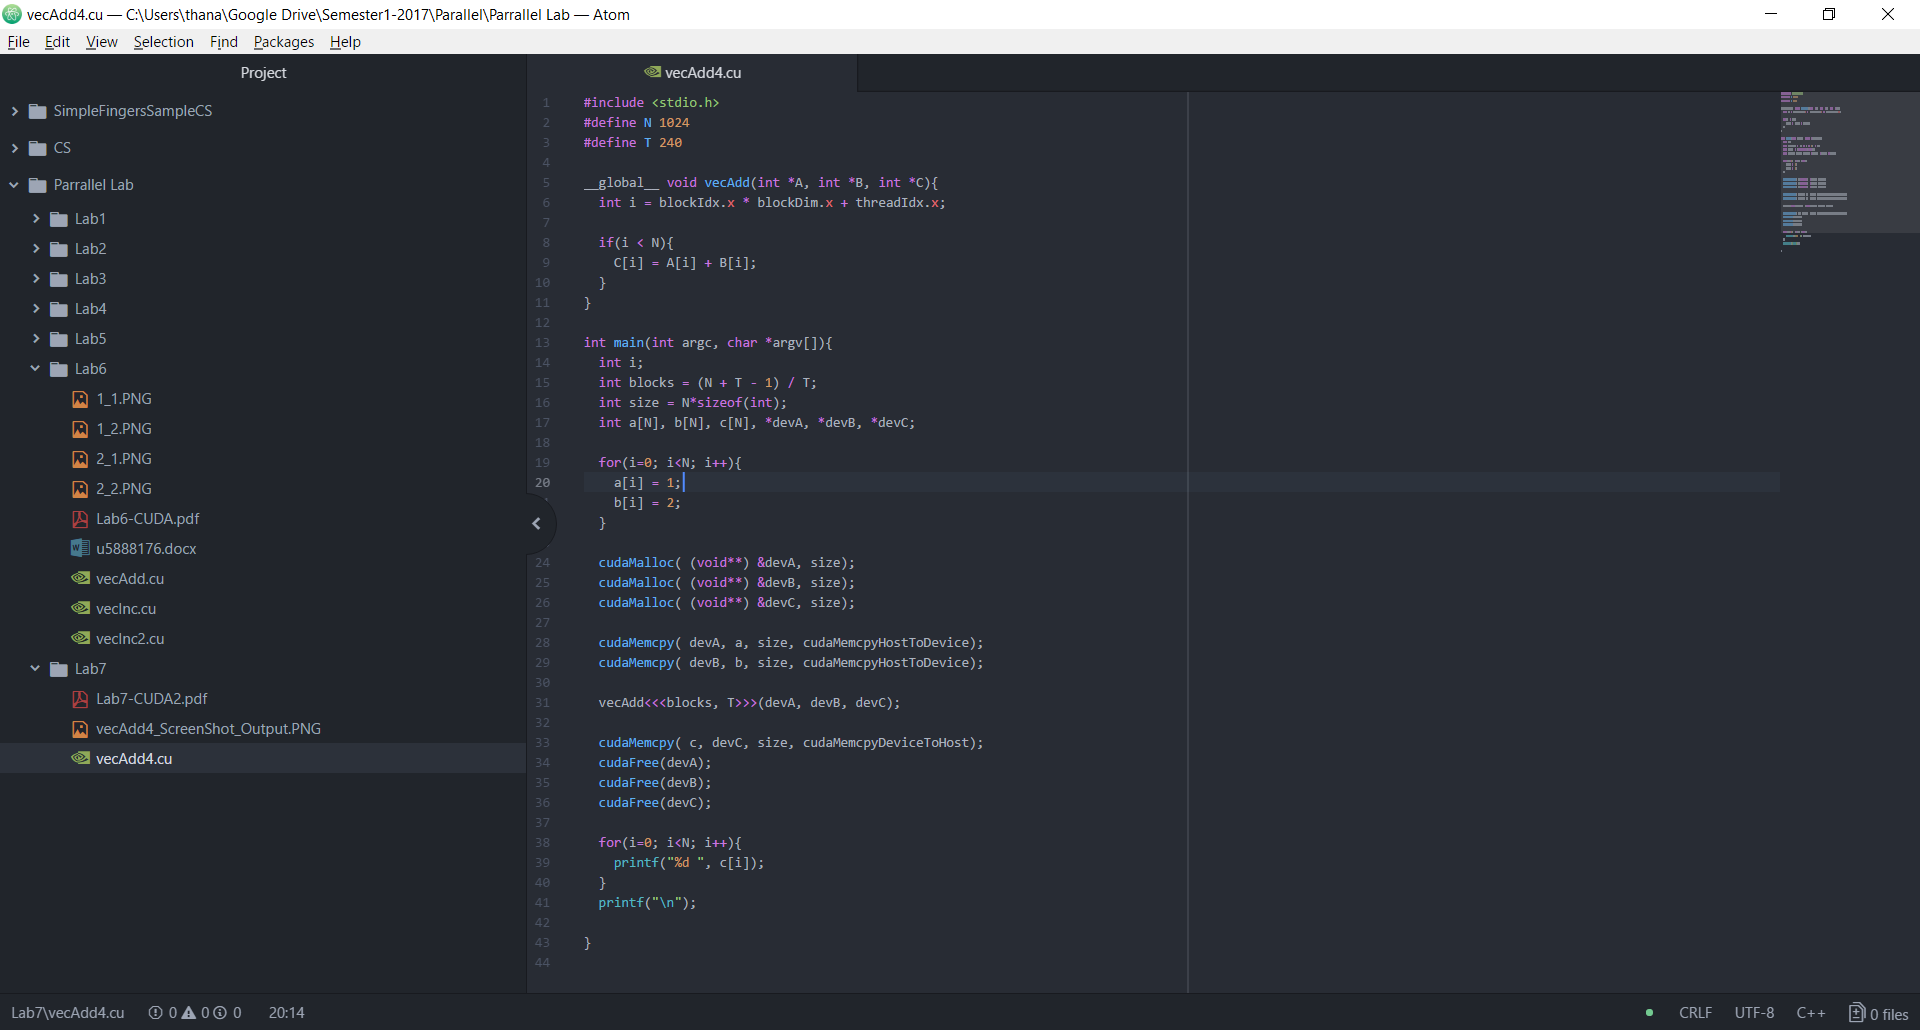 vecAdd4.cu — C:\Users\thana\Google Drive\Semester1-2017\Parallel\Parrallel Lab — Atom
File Edit View Selection Find Packages Help
Project
SimpleFingersSampleCS
CS
Parrallel Lab
Lab1
Lab2
Lab3
Lab4
Lab5
Lab6
1_1.PNG
1_2.PNG
2_1.PNG
2_2.PNG
Lab6-CUDA.pdf
u5888176.docx
vecAdd.cu
vecInc.cu
vecInc2.cu
Lab7
Lab7-CUDA2.pdf
vecAdd4_ScreenShot_Output.PNG
vecAdd4.cu
vecAdd4.cu
1 #include <stdio.h>
2 #define N 1024
3 #define T 240
4
5 __global__ void vecAdd(int *A, int *B, int *C){
6 int i = blockIdx.x * blockDim.x + threadIdx.x;
7
8 if(i < N){
9 C[i] = A[i] + B[i];
10 }
11 }
12
13 int main(int argc, char *argv[]){
14 int i;
15 int blocks = (N + T - 1) / T;
16 int size = N*sizeof(int);
17 int a[N], b[N], c[N], *devA, *devB, *devC;
18
19 for(i=0; i<N; i++){
20 a[i] = 1;
b[i] = 2;
}
24 cudaMalloc( (void**) &devA, size);
25 cudaMalloc( (void**) &devB, size);
26 cudaMalloc( (void**) &devC, size);
27
28 cudaMemcpy( devA, a, size, cudaMemcpyHostToDevice);
29 cudaMemcpy( devB, b, size, cudaMemcpyHostToDevice);
30
31 vecAdd<<<blocks, T>>>(devA, devB, devC);
32
33 cudaMemcpy( c, devC, size, cudaMemcpyDeviceToHost);
34 cudaFree(devA);
35 cudaFree(devB);
36 cudaFree(devC);
37
38 for(i=0; i<N; i++){
39 printf("%d ", c[i]);
40 }
41 printf("\n");
42
43 }
44
Lab7\vecAdd4.cu 0 0 0 20:14 CRLF UTF-8 C++ 0 files